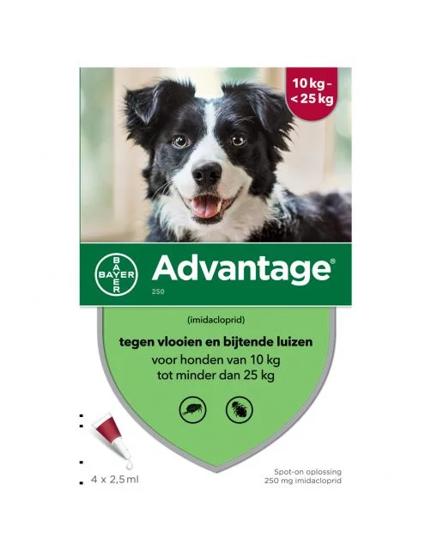 10 kg –
< 25 kg
BAYER
BAYER
Advantage®
250
(imidacloprid)
tegen vlooien en bijtende luizen
voor honden van 10 kg
tot minder dan 25 kg
4 x 2,5 ml
Spot-on oplossing
250 mg imidacloprid